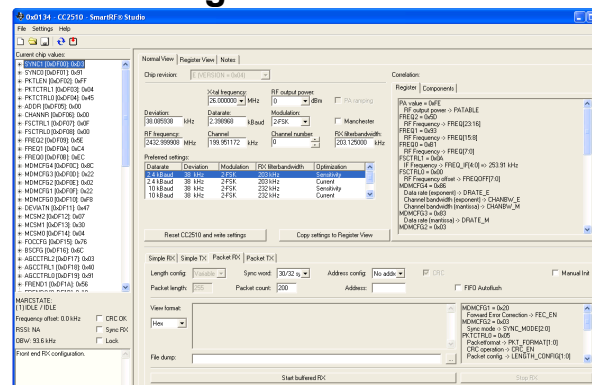 0x0134 - CC2510 - SmartRF® Studio
File Settings Help
Current chip values:
SYNC1 [0xDF00]: 0xD3
SYNC0 [0xDF01]: 0x91
PKTLEN [0xDF02]: 0xFF
PKTCTRL1 [0xDF03]: 0x04
PKTCTRL0 [0xDF04]: 0x45
ADDR [0xDF05]: 0x00
CHANNR [0xDF06]: 0x00
FSCTRL1 [0xDF07]: 0x0F
FSCTRL0 [0xDF08]: 0x00
FREQ2 [0xDF09]: 0x5E
FREQ1 [0xDF0A]: 0xC4
FREQ0 [0xDF0B]: 0xEC
MDMCFG4 [0xDF0C]: 0x8C
MDMCFG3 [0xDF0D]: 0x22
MDMCFG2 [0xDF0E]: 0x02
MDMCFG1 [0xDF0F]: 0x22
MDMCFG0 [0xDF10]: 0xF8
DEVIATN [0xDF11]: 0x47
MCSM2 [0xDF12]: 0x07
MCSM1 [0xDF13]: 0x30
MCSM0 [0xDF14]: 0x04
FOCCFG [0xDF15]: 0x76
BSCFG [0xDF16]: 0x6C
AGCCTRL2 [0xDF17]: 0x03
AGCCTRL1 [0xDF18]: 0x40
AGCCTRL0 [0xDF19]: 0x91
FREND1 [0xDF1A]: 0x56
MARCSTATE:
(1) IDLE / IDLE
Frequency offset: 0.0 kHz CRC OK
RSSI: NA Sync RX
OBW: 93.6 kHz Lock
Front end RX configuration.
Normal View Register View Notes
Chip revision: E (VERSION = 0x04)
X-tal frequency: RF output power:
26.000000 MHz 0 dBm PA ramping
Deviation: Datarate: Modulation:
38.085938 kHz 2.398968 kBaud 2-FSK Manchester
RF frequency: Channel Channel number: RX filterbandwidth:
2432.999908 MHz 199.951172 kHz 0 203.125000 kHz
Preferred settings:
Datarate Deviation Modulation RX filterbandwidth Optimization
2.4 kBaud 38 kHz 2-FSK 203 kHz Sensitivity
2.4 kBaud 38 kHz 2-FSK 203 kHz Current
10 kBaud 38 kHz 2-FSK 232 kHz Sensitivity
10 kBaud 38 kHz 2-FSK 232 kHz Current
Reset CC2510 and write settings Copy settings to Register View
Correlation:
Register Components
PA value = 0xFE
RF output power -> PATABLE
FREQ2 = 0x5D
RF Frequency -> FREQ[23:16]
FREQ1 = 0x93
RF Frequency -> FREQ[15:8]
FREQ0 = 0xB1
RF Frequency -> FREQ[7:0]
FSCTRL1 = 0x0A
IF Frequency -> FREQ_IF[4:0] => 253.91 kHz
FSCTRL0 = 0x00
RF Frequency offset -> FREQOFF[7:0]
MDMCFG4 = 0x86
Data rate (exponent) -> DRATE_E
Channel bandwidth (exponent) -> CHANBW_E
Channel bandwidth (mantissa) -> CHANBW_M
MDMCFG3 = 0x83
Data rate (mantissa) -> DRATE_M
MDMCFG2 = 0x03
Simple RX Simple TX Packet RX Packet TX
Length config: Variable Sync word: 30/32 sy Address config: No addre CRC Manual Init
Packet length: 255 Packet count: 200 Address: FIFO Autoflush
View format:
Hex
File dump:
MDMCFG1 = 0x20
Forward Error Correction -> FEC_EN
MDMCFG2 = 0x03
Sync mode -> SYNC_MODE[2:0]
PKTCTRL0 = 0x05
Packetformat -> PKT_FORMAT[1:0]
CRC operation -> CRC_EN
Packet config. -> LENGTH_CONFIG[1:0]
Start buffered RX Stop RX